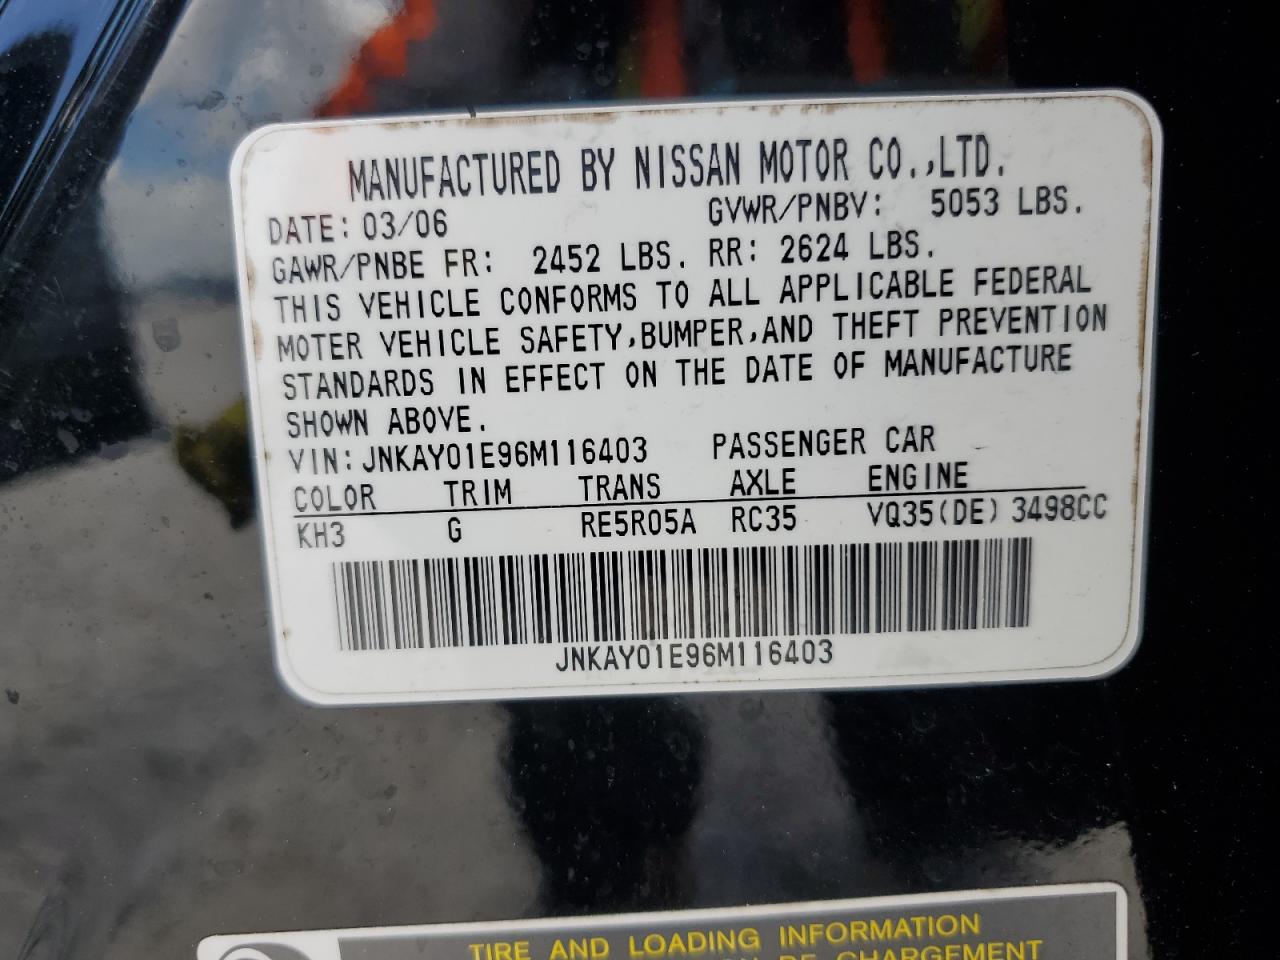 MANUFACTURED BY NISSAN MOTOR CO.,LTD.
DATE: 03/06 GVWR/PNBV: 5053 LBS.
GAWR/PNBE FR: 2452 LBS. RR: 2624 LBS.
THIS VEHICLE CONFORMS TO ALL APPLICABLE FEDERAL
MOTER VEHICLE SAFETY,BUMPER,AND THEFT PREVENTION
STANDARDS IN EFFECT ON THE DATE OF MANUFACTURE
SHOWN ABOVE.
VIN: JNKAY01E96M116403 PASSENGER CAR
COLOR TRIM TRANS AXLE ENGINE
KH3 G RE5R05A RC35 VQ35(DE) 3498CC
JNKAY01E96M116403
TIRE AND LOADING INFORMATION
DE CHARGEMENT